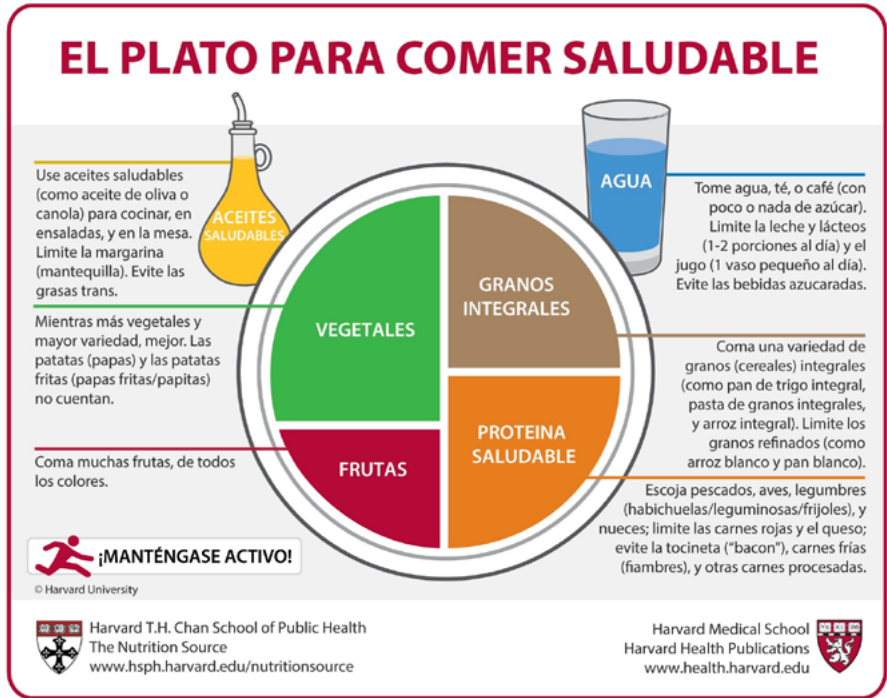 EL PLATO PARA COMER SALUDABLE
Use aceites saludables
(como aceite de oliva o
canola) para cocinar, en
ensaladas, y en la mesa.
Limite la margarina
(mantequilla). Evite las
grasas trans.
ACEITES
SALUDABLES
AGUA
Tome agua, té, o café (con
poco o nada de azúcar).
Limite la leche y lácteos
(1-2 porciones al día) y el
jugo (1 vaso pequeño al día).
Evite las bebidas azucaradas.
Mientras más vegetales y
mayor variedad, mejor. Las
patatas (papas) y las patatas
fritas (papas fritas/papitas)
no cuentan.
VEGETALES
GRANOS
INTEGRALES
Coma una variedad de
granos (cereales) integrales
(como pan de trigo integral,
pasta de granos integrales,
y arroz integral). Limite los
granos refinados (como
arroz blanco y pan blanco).
Coma muchas frutas, de todos
los colores.
FRUTAS
PROTEINA
SALUDABLE
Escoja pescados, aves, legumbres
(habichuelas/leguminosas/frijoles), y
nueces; limite las carnes rojas y el queso;
evite la tocineta ("bacon"), carnes frías
(fiambres), y otras carnes procesadas.
¡MANTÉNGASE ACTIVO!
© Harvard University
Harvard T.H. Chan School of Public Health
The Nutrition Source
www.hsph.harvard.edu/nutritionsource
Harvard Medical School
Harvard Health Publications
www.health.harvard.edu